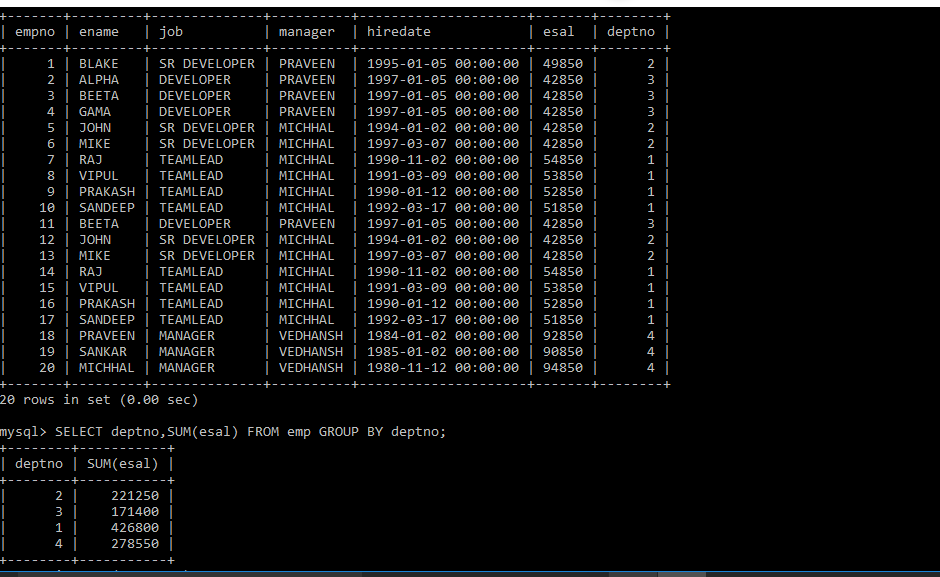 +-------+---------+--------------+----------+---------------------+-------+--------+
| empno | ename   | job          | manager  | hiredate            | esal  | deptno |
+-------+---------+--------------+----------+---------------------+-------+--------+
|     1 | BLAKE   | SR DEVELOPER | PRAVEEN  | 1995-01-05 00:00:00 | 49850 |      2 |
|     2 | ALPHA   | DEVELOPER    | PRAVEEN  | 1997-01-05 00:00:00 | 42850 |      3 |
|     3 | BEETA   | DEVELOPER    | PRAVEEN  | 1997-01-05 00:00:00 | 42850 |      3 |
|     4 | GAMA    | DEVELOPER    | PRAVEEN  | 1997-01-05 00:00:00 | 42850 |      3 |
|     5 | JOHN    | SR DEVELOPER | MICHHAL  | 1994-01-02 00:00:00 | 42850 |      2 |
|     6 | MIKE    | SR DEVELOPER | MICHHAL  | 1997-03-07 00:00:00 | 42850 |      2 |
|     7 | RAJ     | TEAMLEAD     | MICHHAL  | 1990-11-02 00:00:00 | 54850 |      1 |
|     8 | VIPUL   | TEAMLEAD     | MICHHAL  | 1991-03-09 00:00:00 | 53850 |      1 |
|     9 | PRAKASH | TEAMLEAD     | MICHHAL  | 1990-01-12 00:00:00 | 52850 |      1 |
|    10 | SANDEEP | TEAMLEAD     | MICHHAL  | 1992-03-17 00:00:00 | 51850 |      1 |
|    11 | BEETA   | DEVELOPER    | PRAVEEN  | 1997-01-05 00:00:00 | 42850 |      3 |
|    12 | JOHN    | SR DEVELOPER | MICHHAL  | 1994-01-02 00:00:00 | 42850 |      2 |
|    13 | MIKE    | SR DEVELOPER | MICHHAL  | 1997-03-07 00:00:00 | 42850 |      2 |
|    14 | RAJ     | TEAMLEAD     | MICHHAL  | 1990-11-02 00:00:00 | 54850 |      1 |
|    15 | VIPUL   | TEAMLEAD     | MICHHAL  | 1991-03-09 00:00:00 | 53850 |      1 |
|    16 | PRAKASH | TEAMLEAD     | MICHHAL  | 1990-01-12 00:00:00 | 52850 |      1 |
|    17 | SANDEEP | TEAMLEAD     | MICHHAL  | 1992-03-17 00:00:00 | 51850 |      1 |
|    18 | PRAVEEN | MANAGER      | VEDHANSH | 1984-01-02 00:00:00 | 92850 |      4 |
|    19 | SANKAR  | MANAGER      | VEDHANSH | 1985-01-02 00:00:00 | 90850 |      4 |
|    20 | MICHHAL | MANAGER      | VEDHANSH | 1980-11-12 00:00:00 | 94850 |      4 |
+-------+---------+--------------+----------+---------------------+-------+--------+
20 rows in set (0.00 sec)
mysql> SELECT deptno,SUM(esal) FROM emp GROUP BY deptno;
+--------+-----------+
| deptno | SUM(esal) |
+--------+-----------+
|      2 |    221250 |
|      3 |    171400 |
|      1 |    426800 |
|      4 |    278550 |
+--------+-----------+